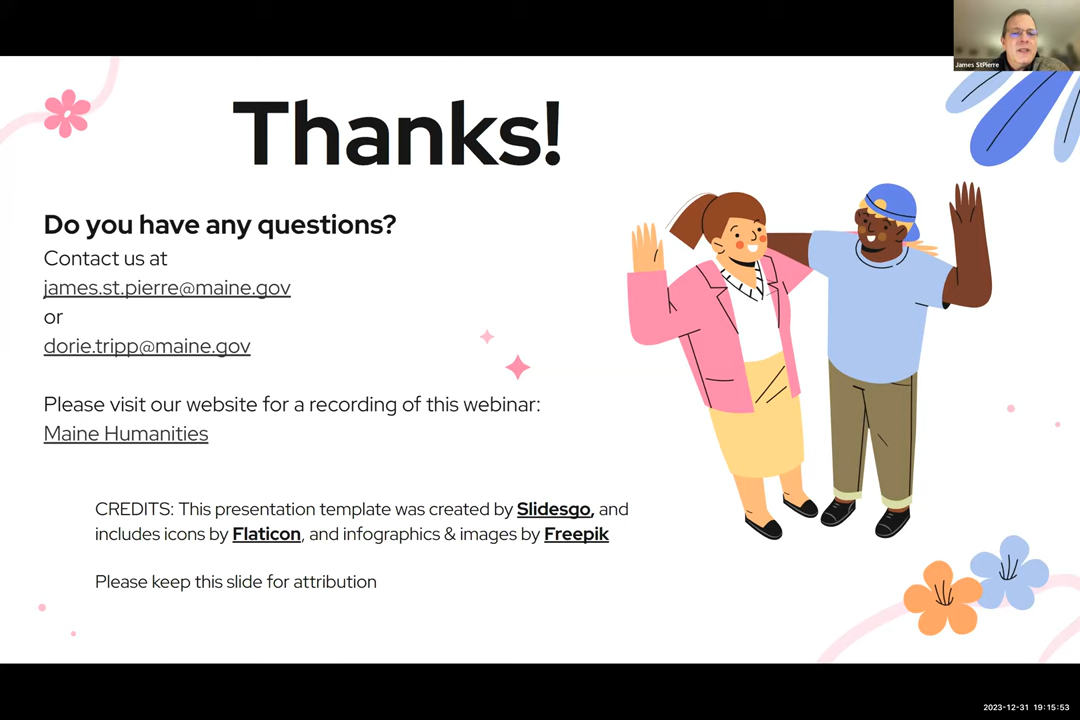 James StPierre
Thanks!
Do you have any questions?
Contact us at
james.st.pierre@maine.gov
or
dorie.tripp@maine.gov
Please visit our website for a recording of this webinar:
Maine Humanities
CREDITS: This presentation template was created by Slidesgo, and
includes icons by Flaticon, and infographics & images by Freepik
Please keep this slide for attribution
2023-12-31 19:15:53